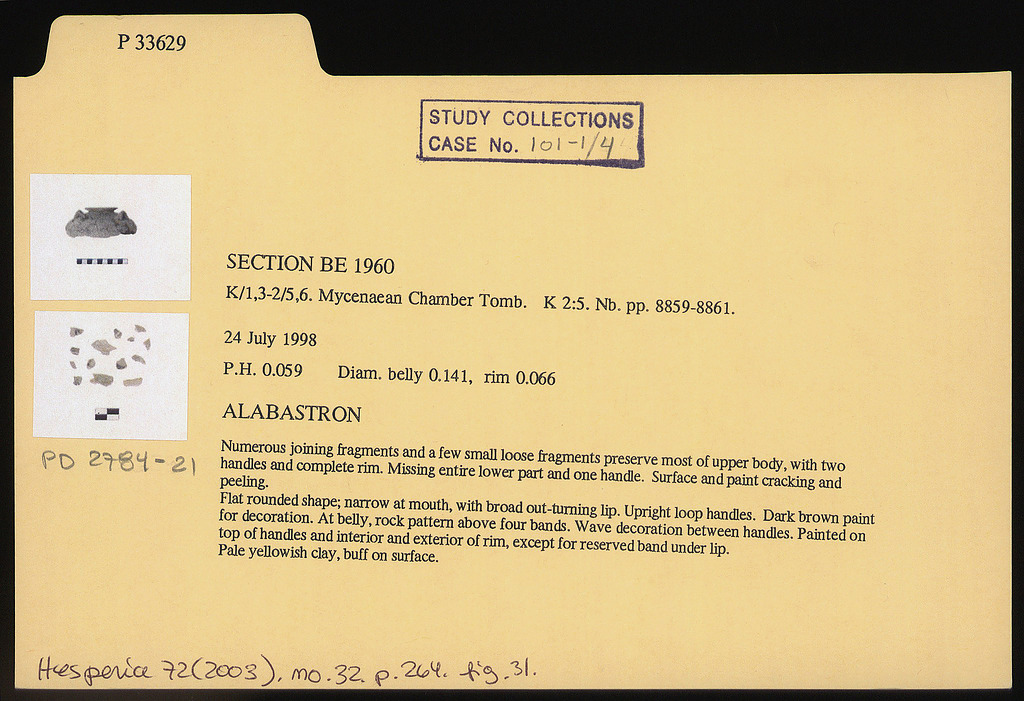 P 33629
STUDY COLLECTIONS
CASE No. 101-1/4
SECTION BE 1960
K/1,3-2/5,6. Mycenaean Chamber Tomb. K 2:5. Nb. pp. 8859-8861.
24 July 1998
P.H. 0.059 Diam. belly 0.141, rim 0.066
ALABASTRON
Numerous joining fragments and a few small loose fragments preserve most of upper body, with two
handles and complete rim. Missing entire lower part and one handle. Surface and paint cracking and
peeling.
Flat rounded shape; narrow at mouth, with broad out-turning lip. Upright loop handles. Dark brown paint
for decoration. At belly, rock pattern above four bands. Wave decoration between handles. Painted on
top of handles and interior and exterior of rim, except for reserved band under lip.
Pale yellowish clay, buff on surface.
PD 2784-21
Hesperia 72(2003), no.32. p.264. fig.31.